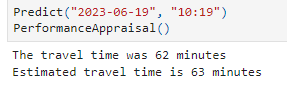 Predict("2023-06-19", "10:19")
PerformanceAppraisal()
The travel time was 62 minutes
Estimated travel time is 63 minutes